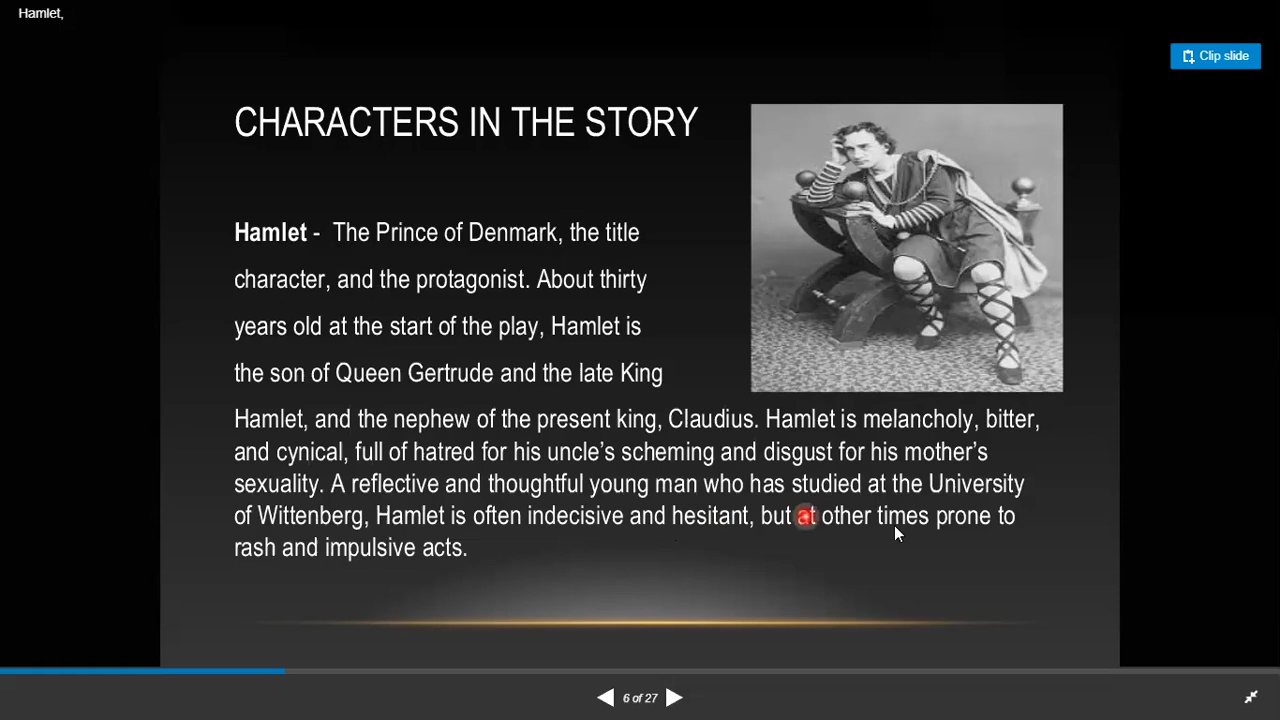 Hamlet,
Clip slide
CHARACTERS IN THE STORY
Hamlet - The Prince of Denmark, the title
character, and the protagonist. About thirty
years old at the start of the play, Hamlet is
the son of Queen Gertrude and the late King
Hamlet, and the nephew of the present king, Claudius. Hamlet is melancholy, bitter,
and cynical, full of hatred for his uncle’s scheming and disgust for his mother’s
sexuality. A reflective and thoughtful young man who has studied at the University
of Wittenberg, Hamlet is often indecisive and hesitant, but at other times prone to
rash and impulsive acts.
6 of 27